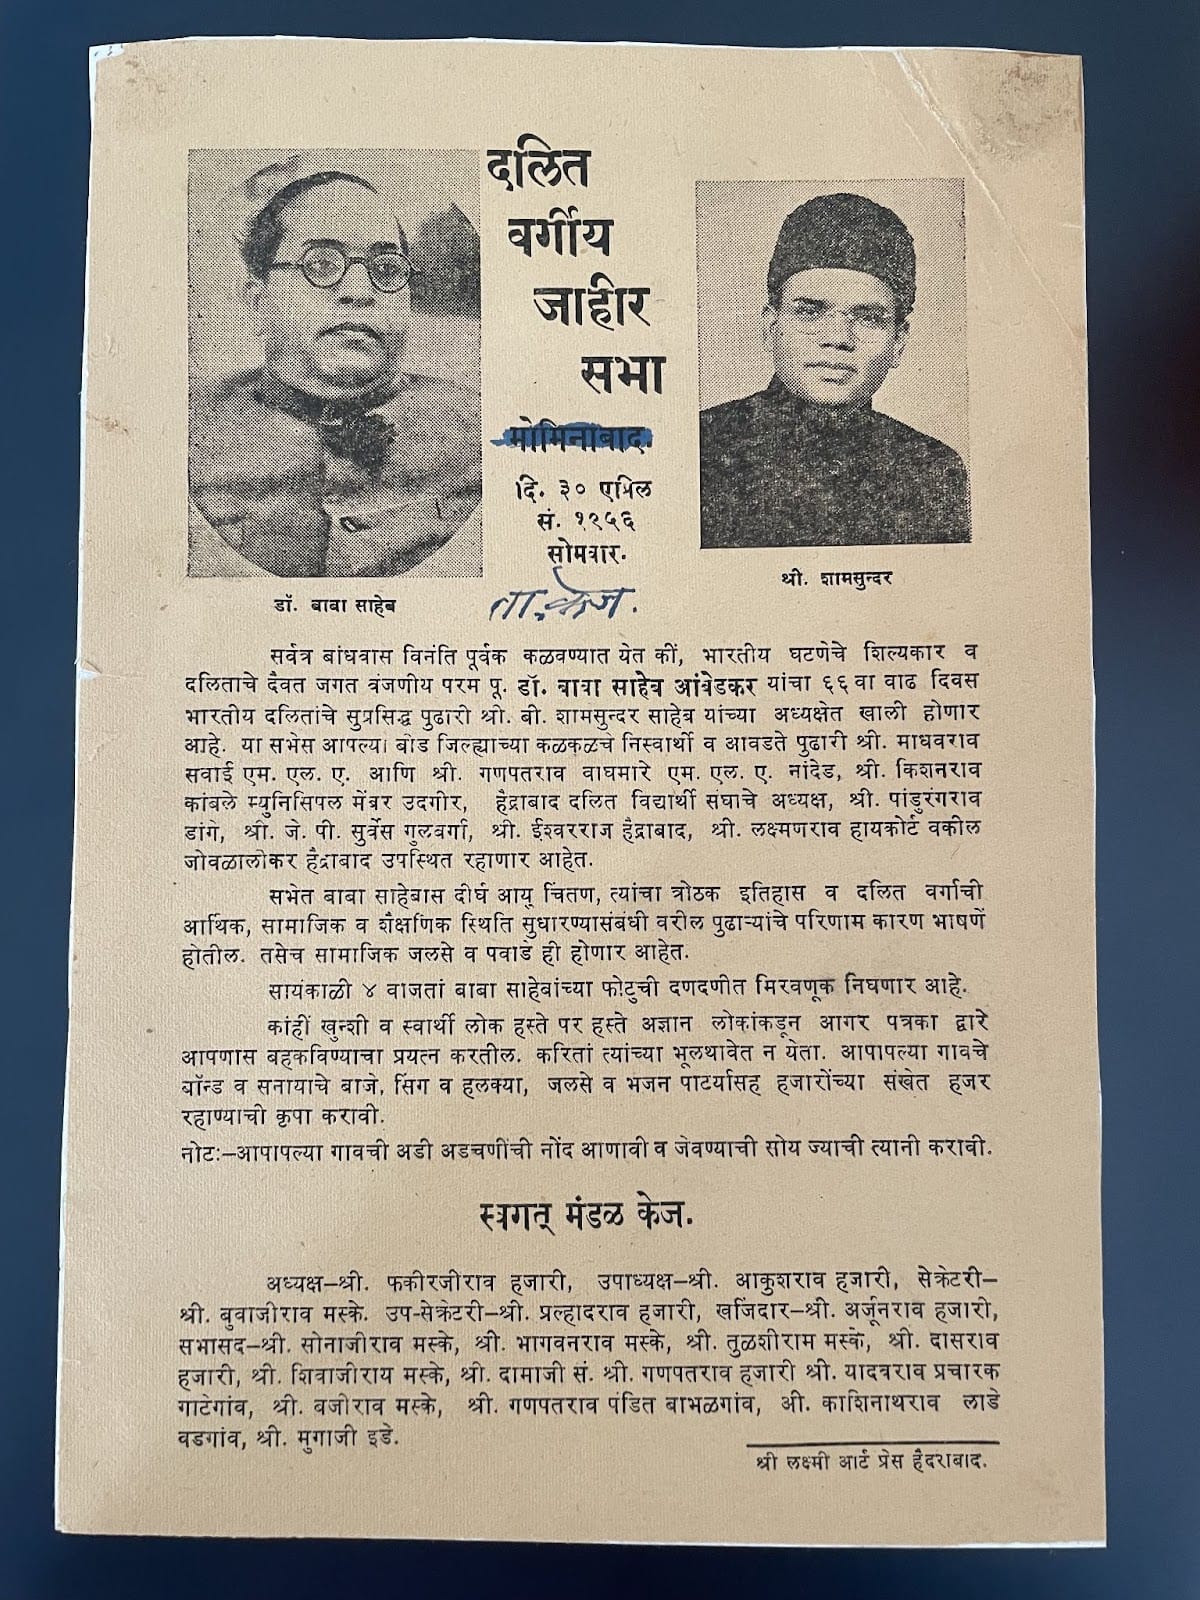 दलित
वर्गीय
जाहीर
सभा
मोमिनाबाद.
दि. ३० एप्रिल
सं. १९५६
सोमवार.
ता. केज.
डॉ. बाबा साहेब
श्री. शामसुन्दर
सर्वत्र बांधवास विनंति पूर्वक कळवण्यात येत कीं, भारतीय घटणेचे शिल्यकार व
दलिताचे दैवत जगत वंजणीय परम पू. डॉ. बाबा साहेब आंबेडकर यांचा ६६ वा वाढ दिवस
भारतीय दलितांचे सुप्रसिद्ध पुढारी श्री. बी. शामसुन्दर साहेब यांच्या अध्यक्षेत खाली होणार
आहे. या सभेस आपल्या बीड जिल्ह्याच्या कळकळचे निस्वार्थी व आवडते पुढारी श्री. माधवराव
सवाई एम. एल. ए. आणि श्री. गणपतराव वाघमारे एम. एल. ए. नांदेड, श्री. किशनराव
कांबले म्युनिसिपल मेंबर उदगीर, हैद्राबाद दलित विद्यार्थी संघाचे अध्यक्ष, श्री. पांडुरंगराव
डांगे, श्री. जे. पी. सुर्वेस गुलबर्गा, श्री. ईश्वरराज हैद्राबाद, श्री. लक्ष्मणराव हायकोर्ट वकील
जोवळालोकर हैद्राबाद उपस्थित रहाणार आहेत.
सभेत बाबा साहेबास दीर्घ आयु चिंतण, त्यांचा त्रोठक इतिहास व दलित वर्गाची
आर्थिक, सामाजिक व शैक्षणिक स्थिति सुधारण्यासंबंधी वरील पुढाऱ्यांचे परिणाम कारण भाषणें
होतील. तसेच सामाजिक जलसे व पवाडे ही होणार आहेत.
सायंकाळी ४ वाजतां बाबा साहेबांच्या फोटुची दणदणीत मिरवणूक निघणार आहे.
कांहीं खुन्शी व स्वार्थी लोक हस्ते पर हस्ते अज्ञान लोकांकडून आगर पत्रका द्वारे
आपणास बहकविण्याचा प्रयत्न करतील. करितां त्यांच्या भूलथावेत न येता. आपापल्या गावचे
बॉन्ड व सनायाचे बाजे, सिंग व हलक्या, जलसे व भजन पाटर्यासह हजारोंच्या संखेत हजर
रहाण्याची कृपा करावी.
नोटः—आपापल्या गावची अडी अडचणींची नोंद आणावी व जेवण्याची सोय ज्याची त्यानी करावी.
स्वगत् मंडळ केज.
अध्यक्ष—श्री. फकीरजीराव हजारी, उपाध्यक्ष—श्री. आकुशराव हजारी, सेक्रेटरी—
श्री. बुवाजीराव मस्के. उप-सेक्रेटरी—श्री. प्रल्हादराव हजारी, खजिंदार—श्री. अर्जूनराव हजारी,
सभासद—श्री. सोनाजीराव मस्के, श्री. भागवनराव मस्के, श्री. तुळशीराम मस्के, श्री. दासराव
हजारी, श्री. शिवाजीराय मस्के, श्री. दामाजी सं. श्री. गणपतराव हजारी श्री. यादवराव प्रचारक
गाटेगांव, श्री. बजीराव मस्के, श्री. गणपतराव पंडित बाभळगांव, श्री. काशिनाथराव लाडे
वडगांव, श्री. मुगाजी इडे.
श्री लक्ष्मी आर्ट प्रेस हैदराबाद.